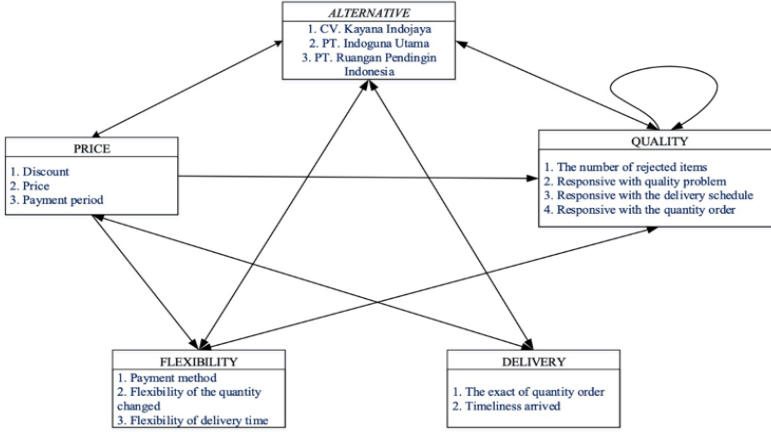 ALTERNATIVE
1. CV. Kayana Indojaya
2. PT. Indoguna Utama
3. PT. Ruangan Pendingin
Indonesia
PRICE
1. Discount
2. Price
3. Payment period
QUALITY
1. The number of rejected items
2. Responsive with quality problem
3. Responsive with the delivery schedule
4. Responsive with the quantity order
FLEXIBILITY
1. Payment method
2. Flexibility of the quantity
changed
3. Flexibility of delivery time
DELIVERY
1. The exact of quantity order
2. Timeliness arrived